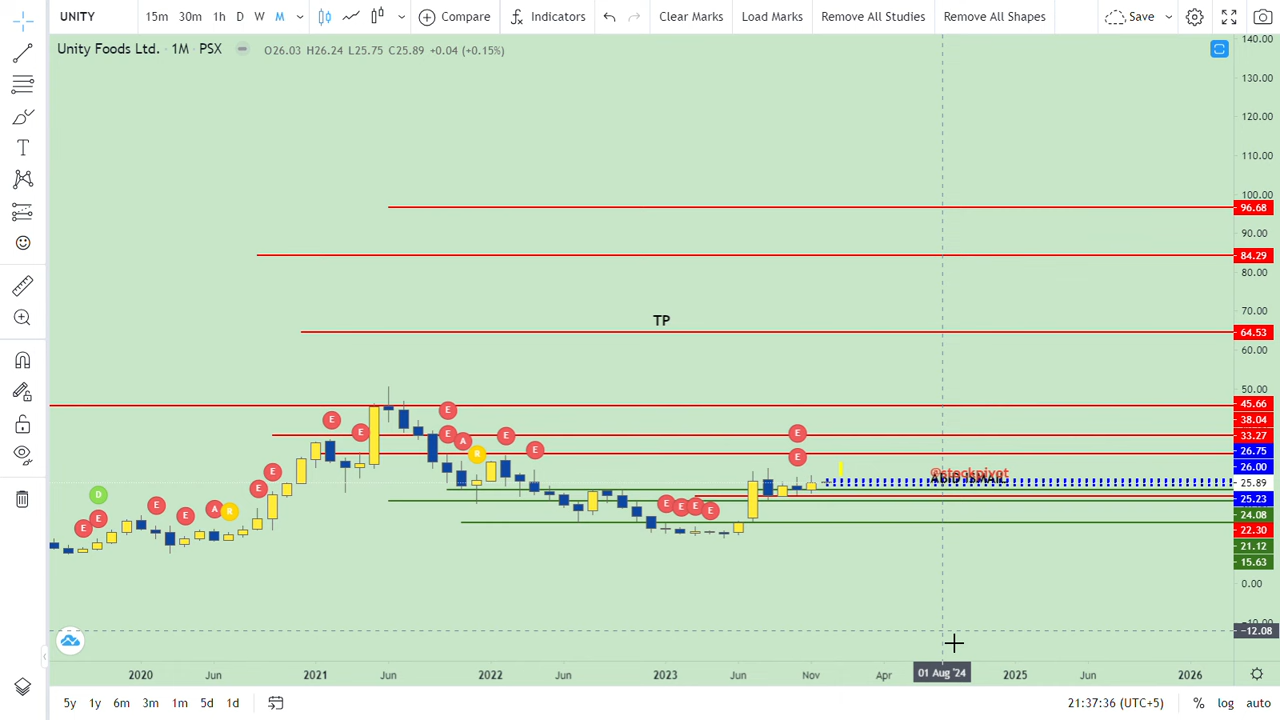 UNITY 15m 30m 1h D W M Compare Indicators Clear Marks Load Marks Remove All Studies Remove All Shapes Save
Unity Foods Ltd. · 1M · PSX O26.03 H26.24 L25.75 C25.89 +0.04 (+0.15%)
140.00
130.00
120.00
110.00
100.00
96.68
90.00
84.29
80.00
70.00
TP
64.53
60.00
50.00
45.66
38.04
33.27
26.75
26.00
@stockpivot
ABID ISMAIL
25.89
25.23
24.08
22.30
21.12
15.63
0.00
−12.08
E E E E A E E A R E E
D E E A R E E E E E E
E E
2020 Jun 2021 Jun 2022 Jun 2023 Jun Nov Apr 01 Aug '24 2025 Jun 2026
5y 1y 6m 3m 1m 5d 1d 21:37:36 (UTC+5) % log auto